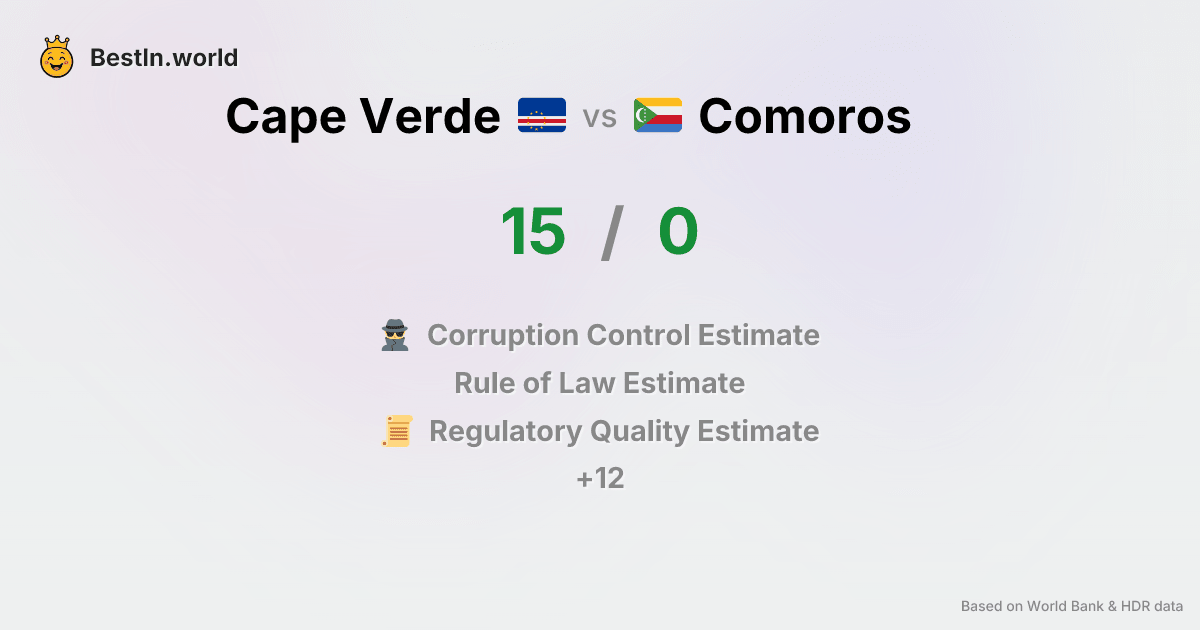 BestIn.world
Cape Verde vs Comoros
15 / 0
Corruption Control Estimate
Rule of Law Estimate
Regulatory Quality Estimate
+12
Based on World Bank & HDR data